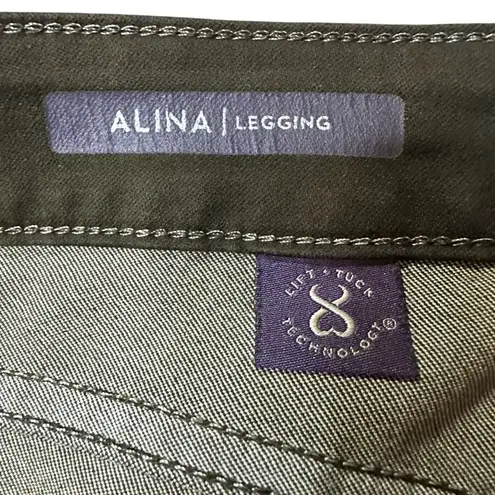 ALINA | LEGGING
LIFT · TUCK
TECHNOLOGY®